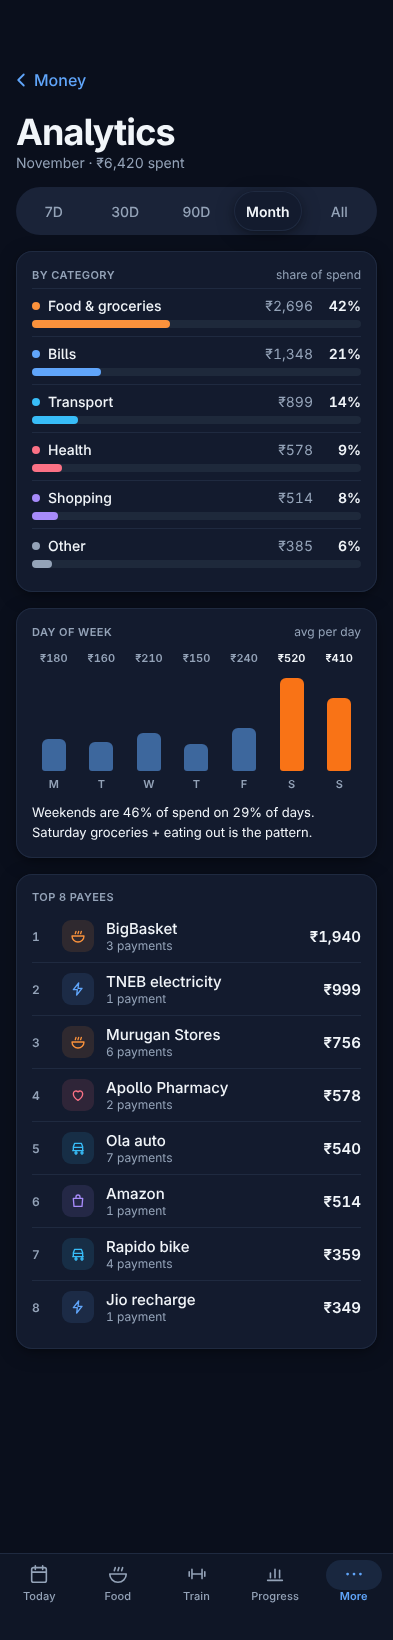 Money
Analytics
November · ₹6,420 spent
7D 30D 90D Month All
BY CATEGORY share of spend
Food & groceries ₹2,696 42%
Bills ₹1,348 21%
Transport ₹899 14%
Health ₹578 9%
Shopping ₹514 8%
Other ₹385 6%
DAY OF WEEK avg per day
₹180 ₹160 ₹210 ₹150 ₹240 ₹520 ₹410
M T W T F S S
Weekends are 46% of spend on 29% of days.
Saturday groceries + eating out is the pattern.
TOP 8 PAYEES
1 BigBasket ₹1,940
3 payments
2 TNEB electricity ₹999
1 payment
3 Murugan Stores ₹756
6 payments
4 Apollo Pharmacy ₹578
2 payments
5 Ola auto ₹540
7 payments
6 Amazon ₹514
1 payment
7 Rapido bike ₹359
4 payments
8 Jio recharge ₹349
1 payment
Today Food Train Progress More